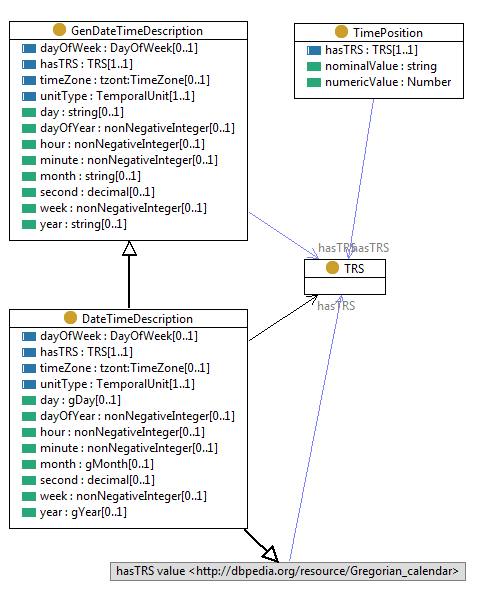 GenDateTimeDescription
dayOfWeek : DayOfWeek[0..1]
hasTRS : TRS[1..1]
timeZone : tzont:TimeZone[0..1]
unitType : TemporalUnit[1..1]
day : string[0..1]
dayOfYear : nonNegativeInteger[0..1]
hour : nonNegativeInteger[0..1]
minute : nonNegativeInteger[0..1]
month : string[0..1]
second : decimal[0..1]
week : nonNegativeInteger[0..1]
year : string[0..1]
TimePosition
hasTRS : TRS[1..1]
nominalValue : string
numericValue : Number
hasTRS
hasTRS
TRS
hasTRS
DateTimeDescription
dayOfWeek : DayOfWeek[0..1]
hasTRS : TRS[1..1]
timeZone : tzont:TimeZone[0..1]
unitType : TemporalUnit[1..1]
day : gDay[0..1]
dayOfYear : nonNegativeInteger[0..1]
hour : nonNegativeInteger[0..1]
minute : nonNegativeInteger[0..1]
month : gMonth[0..1]
second : decimal[0..1]
week : nonNegativeInteger[0..1]
year : gYear[0..1]
hasTRS value <http://dbpedia.org/resource/Gregorian_calendar>